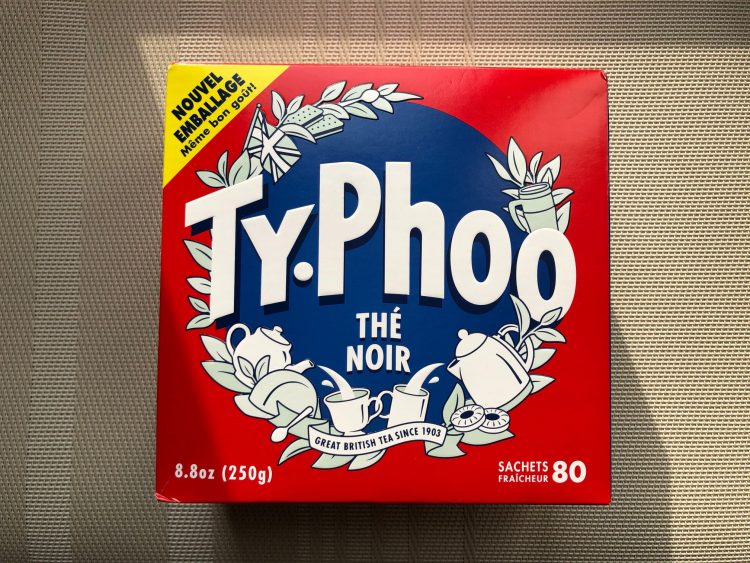 NOUVEL
EMBALLAGE
Même bon goût!
TY.PhOO
THÉ
NOIR
GREAT BRITISH TEA SINCE 1903
8.8oz (250g)
SACHETS
FRAÎCHEUR 80